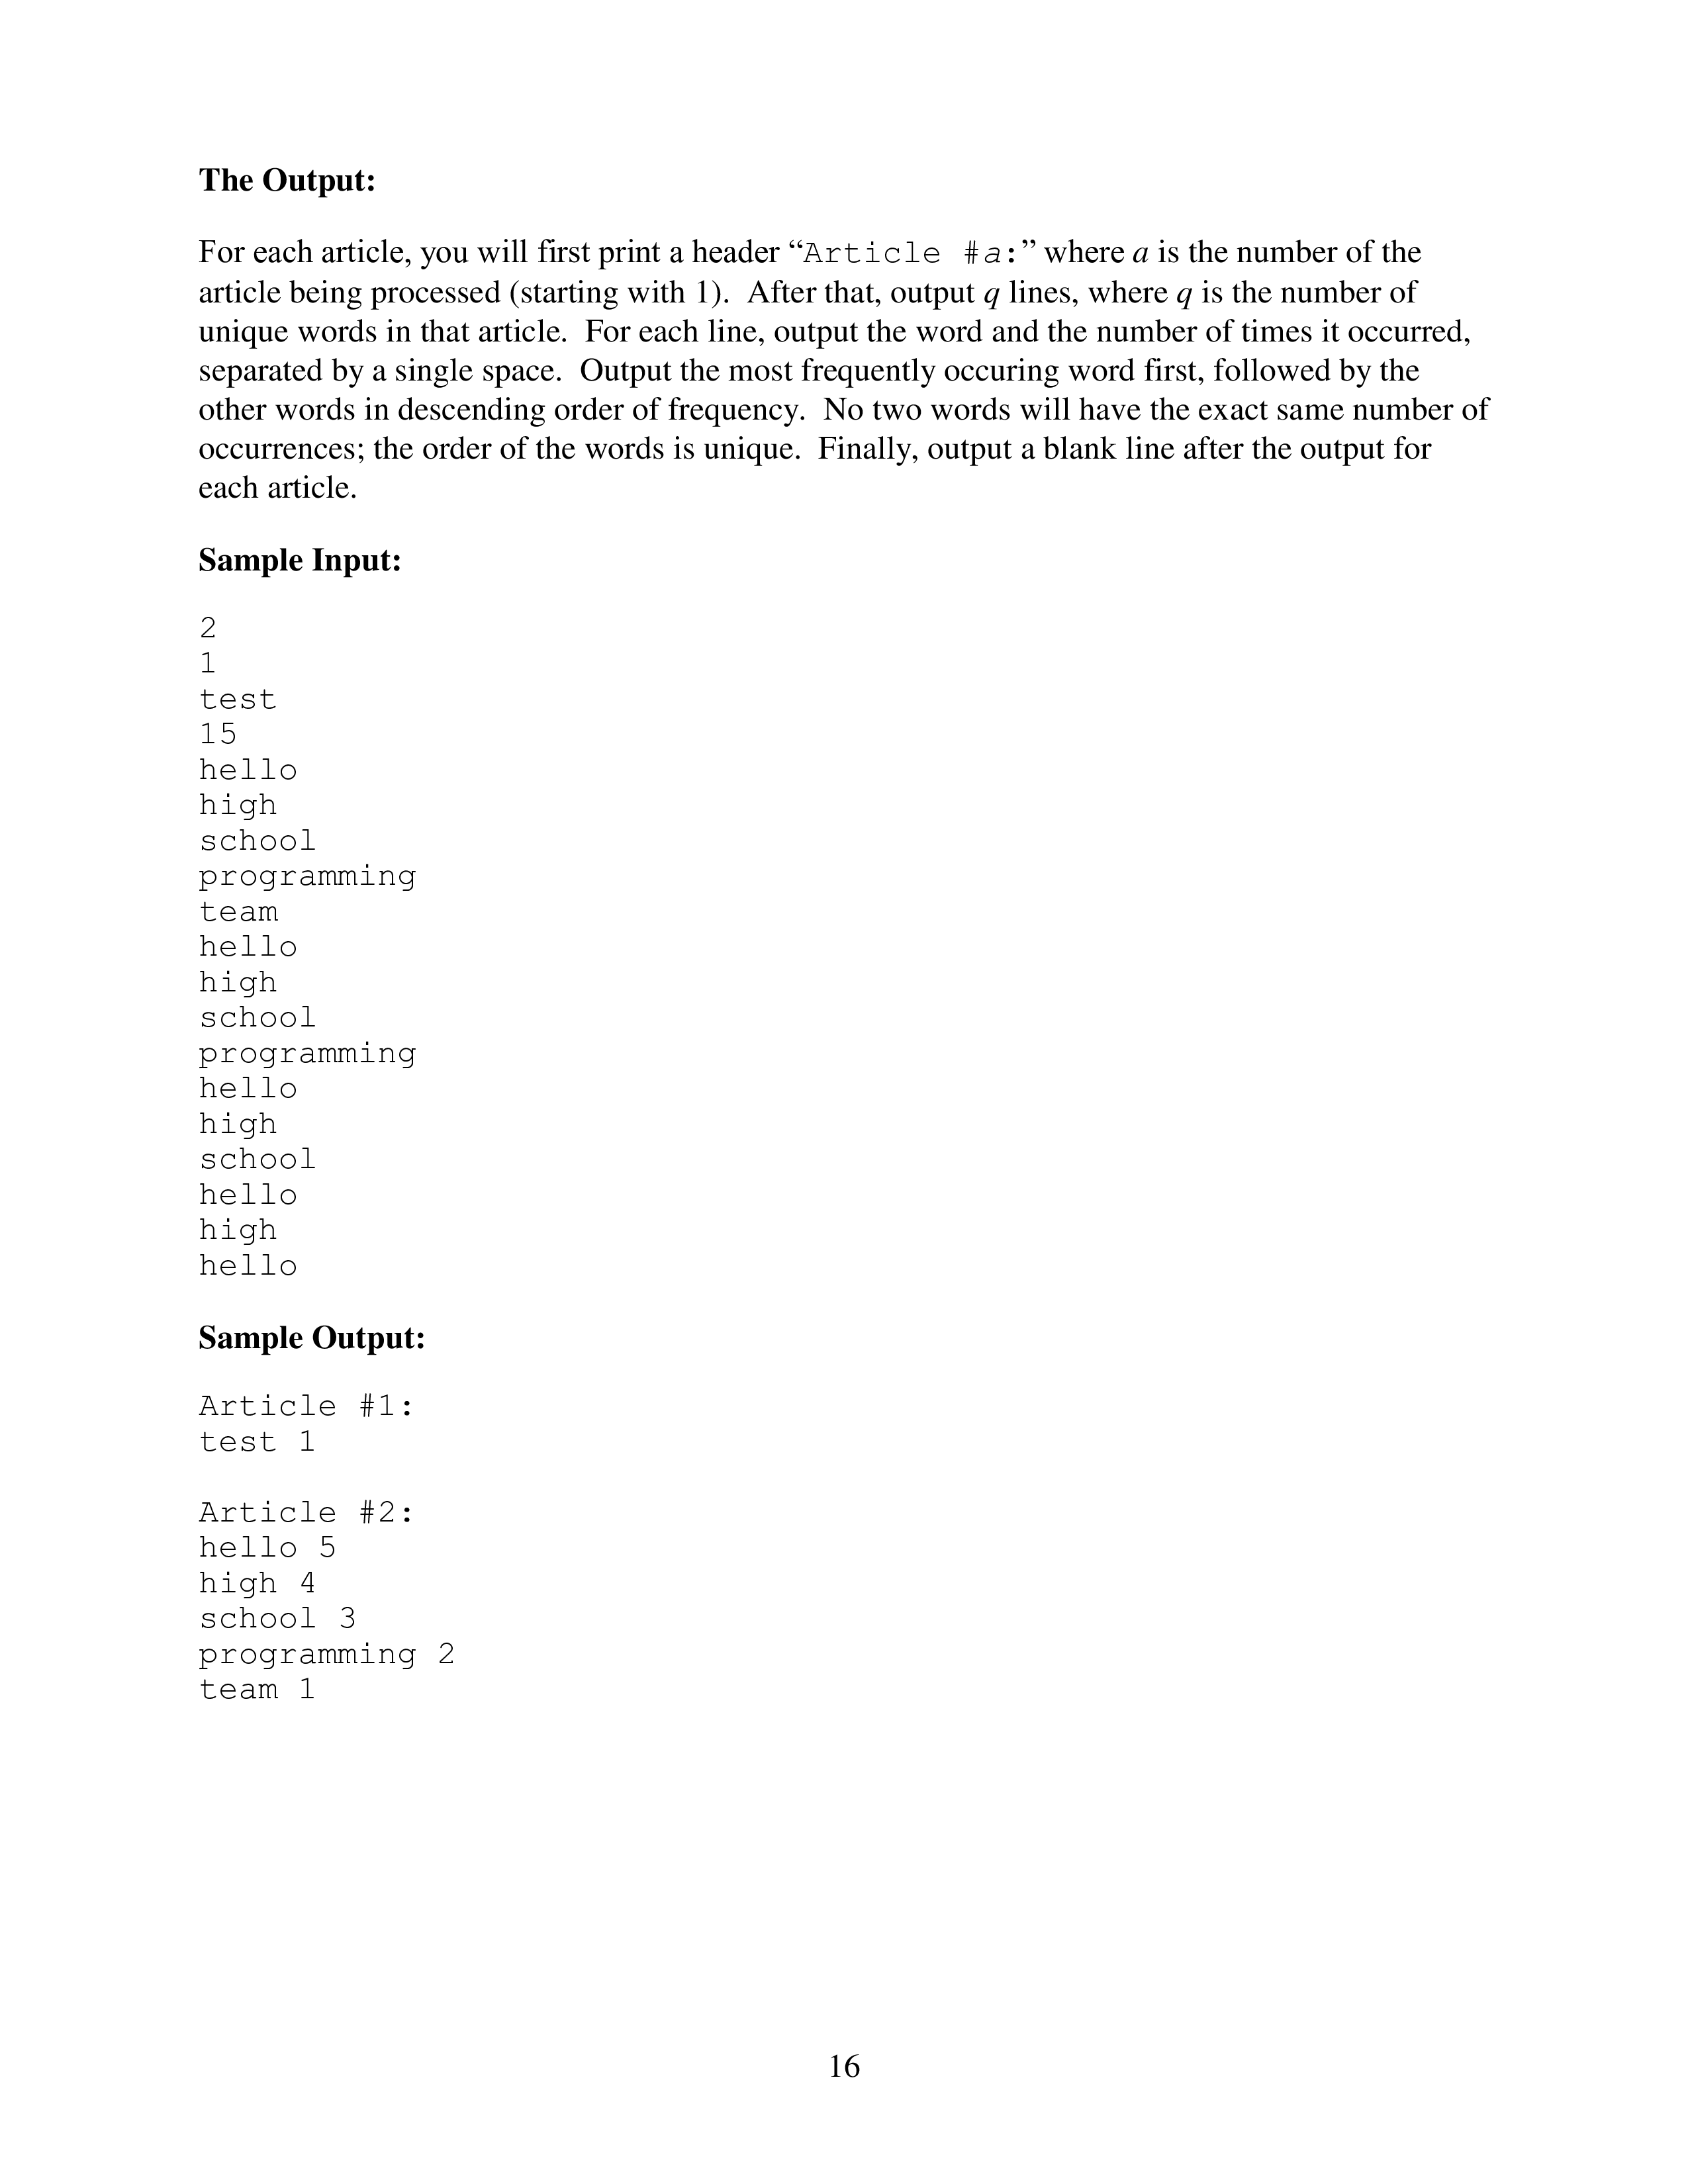 The Output:
For each article, you will first print a header “Article #a:” where a is the number of the
article being processed (starting with 1).  After that, output q lines, where q is the number of
unique words in that article.  For each line, output the word and the number of times it occurred,
separated by a single space.  Output the most frequently occuring word first, followed by the
other words in descending order of frequency.  No two words will have the exact same number of
occurrences; the order of the words is unique.  Finally, output a blank line after the output for
each article.
Sample Input:
2
1
test
15
hello
high
school
programming
team
hello
high
school
programming
hello
high
school
hello
high
hello
Sample Output:
Article #1:
test 1
Article #2:
hello 5
high 4
school 3
programming 2
team 1
16